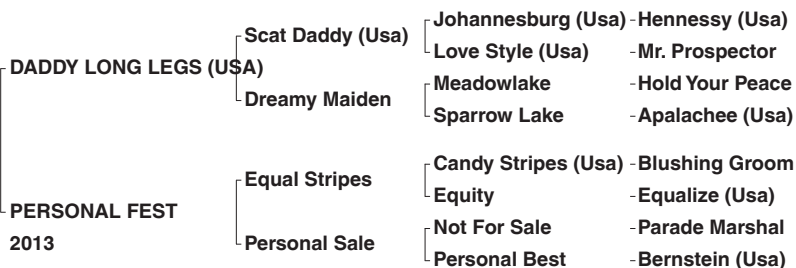 Johannesburg (Usa) - Hennessy (Usa)
Scat Daddy (Usa)
Love Style (Usa) - Mr. Prospector
DADDY LONG LEGS (USA)
Meadowlake - Hold Your Peace
Dreamy Maiden
Sparrow Lake - Apalachee (Usa)
Candy Stripes (Usa) - Blushing Groom
Equal Stripes
Equity - Equalize (Usa)
PERSONAL FEST
Not For Sale - Parade Marshal
2013
Personal Sale
Personal Best - Bernstein (Usa)